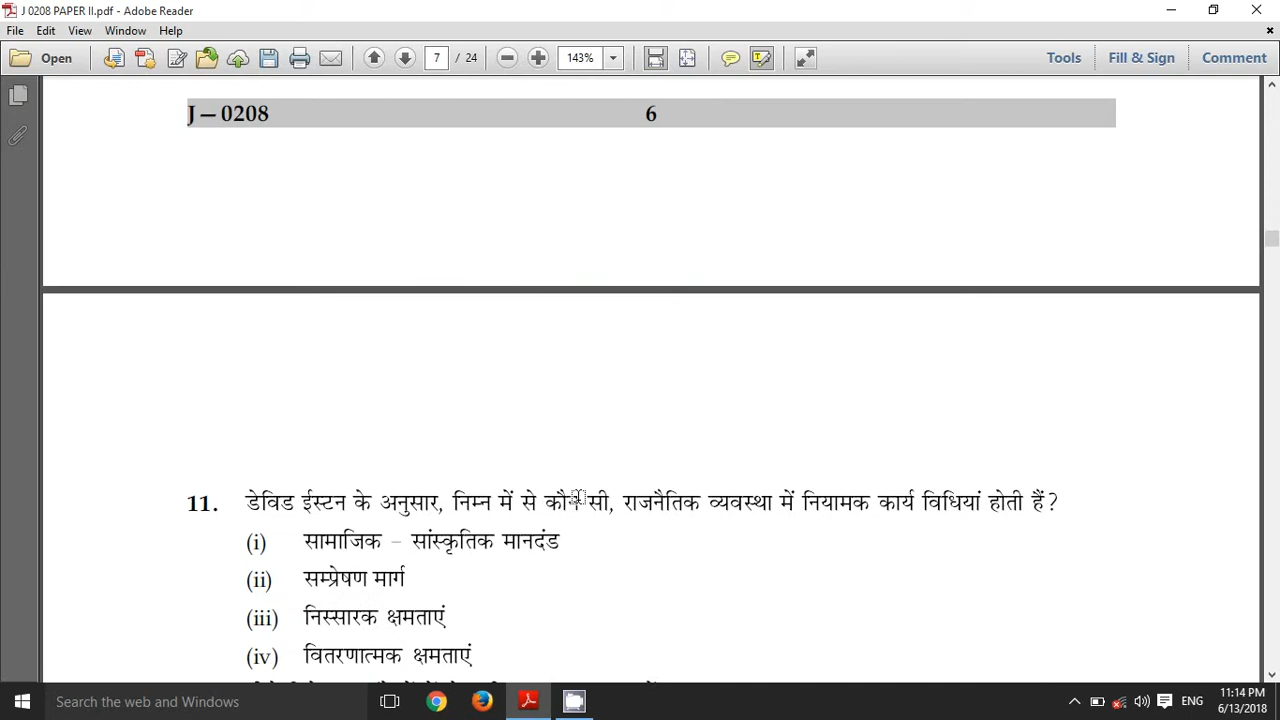 J 0208 PAPER II.pdf - Adobe Reader
File Edit View Window Help
Open 7 / 24 143% Tools Fill & Sign Comment
J – 0208 6
11. डेविड ईस्टन के अनुसार, निम्न में से कौन सी, राजनैतिक व्यवस्था में नियामक कार्य विधियां होती हैं?
(i) सामाजिक – सांस्कृतिक मानदंड
(ii) सम्प्रेषण मार्ग
(iii) निस्सारक क्षमताएं
(iv) वितरणात्मक क्षमताएं
Search the web and Windows
ENG
11:14 PM
6/13/2018